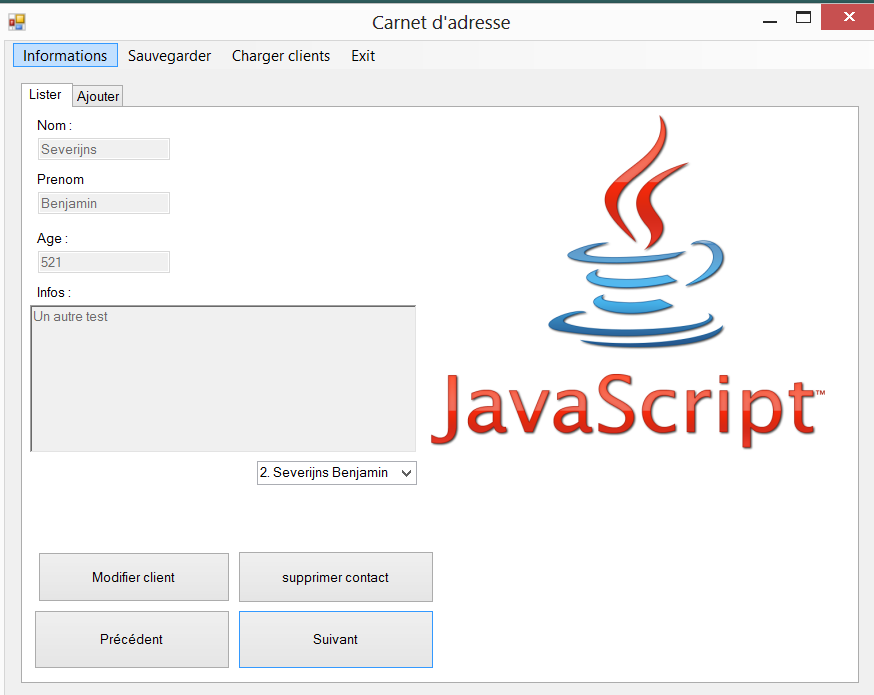 Carnet d'adresse
Informations Sauvegarder Charger clients Exit
Lister Ajouter
Nom :
Severijns
Prenom
Benjamin
Age :
521
Infos :
Un autre test
JavaScript™
2. Severijns Benjamin
Modifier client supprimer contact
Précédent Suivant